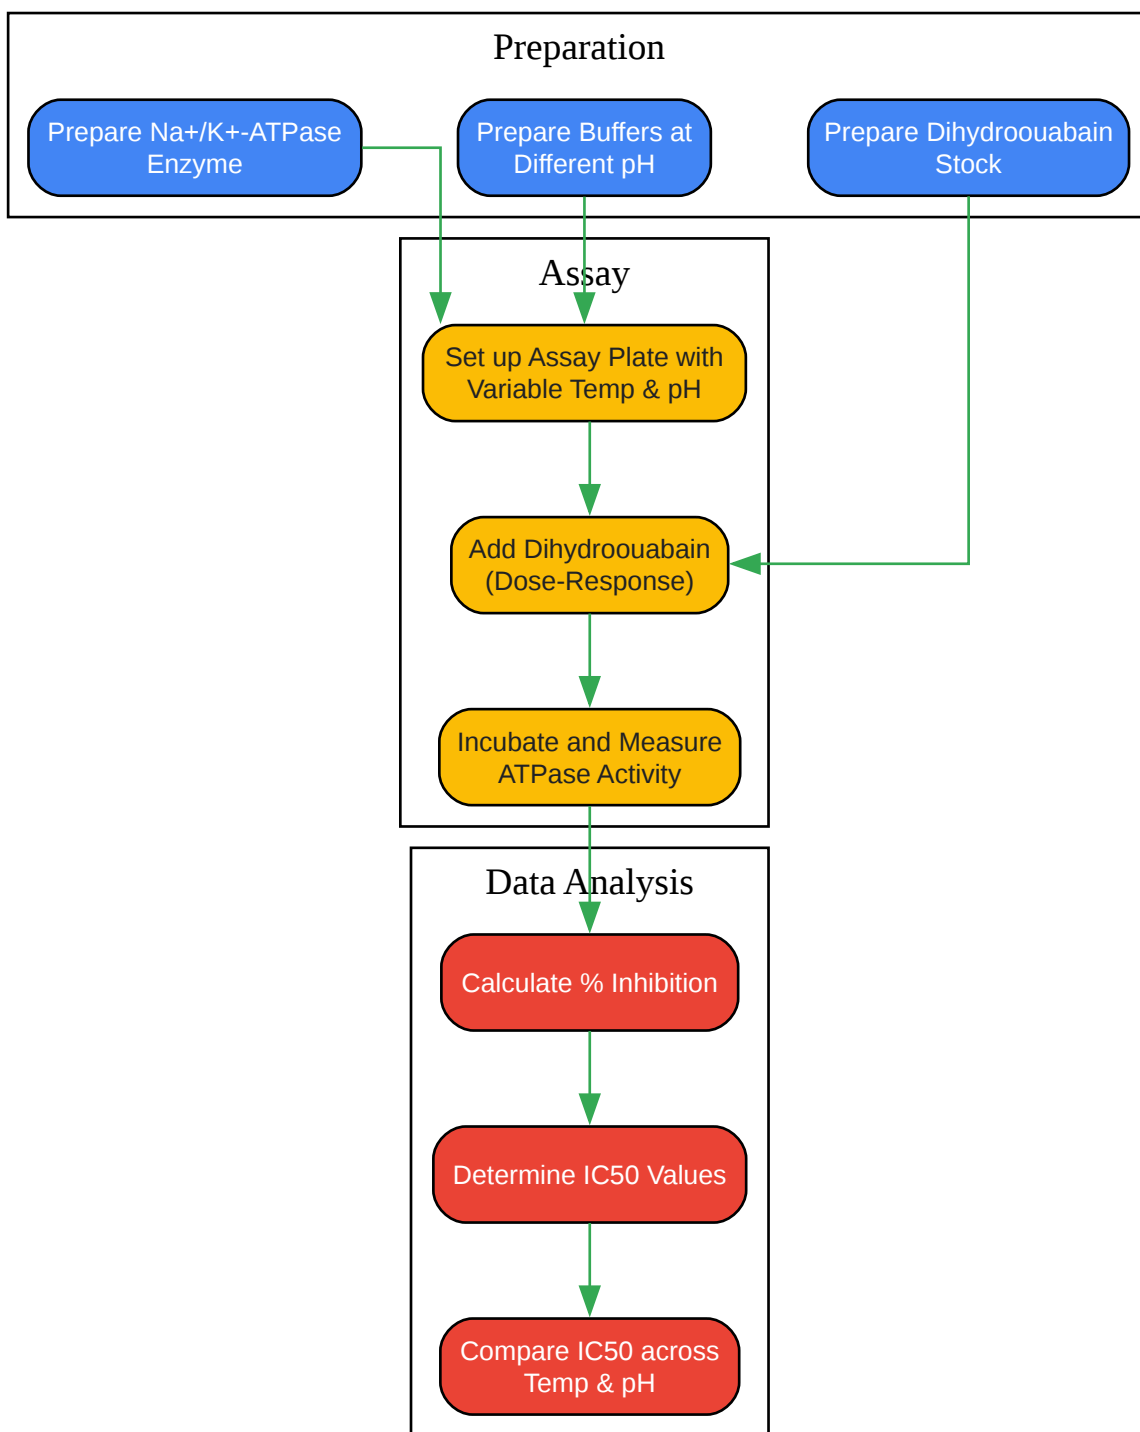 Preparation
Prepare Na+/K+-ATPase
Enzyme
Prepare Buffers at
Different pH
Prepare Dihydroouabain
Stock
Assay
Set up Assay Plate with
Variable Temp & pH
Add Dihydroouabain
(Dose-Response)
Incubate and Measure
ATPase Activity
Data Analysis
Calculate % Inhibition
Determine IC50 Values
Compare IC50 across
Temp & pH